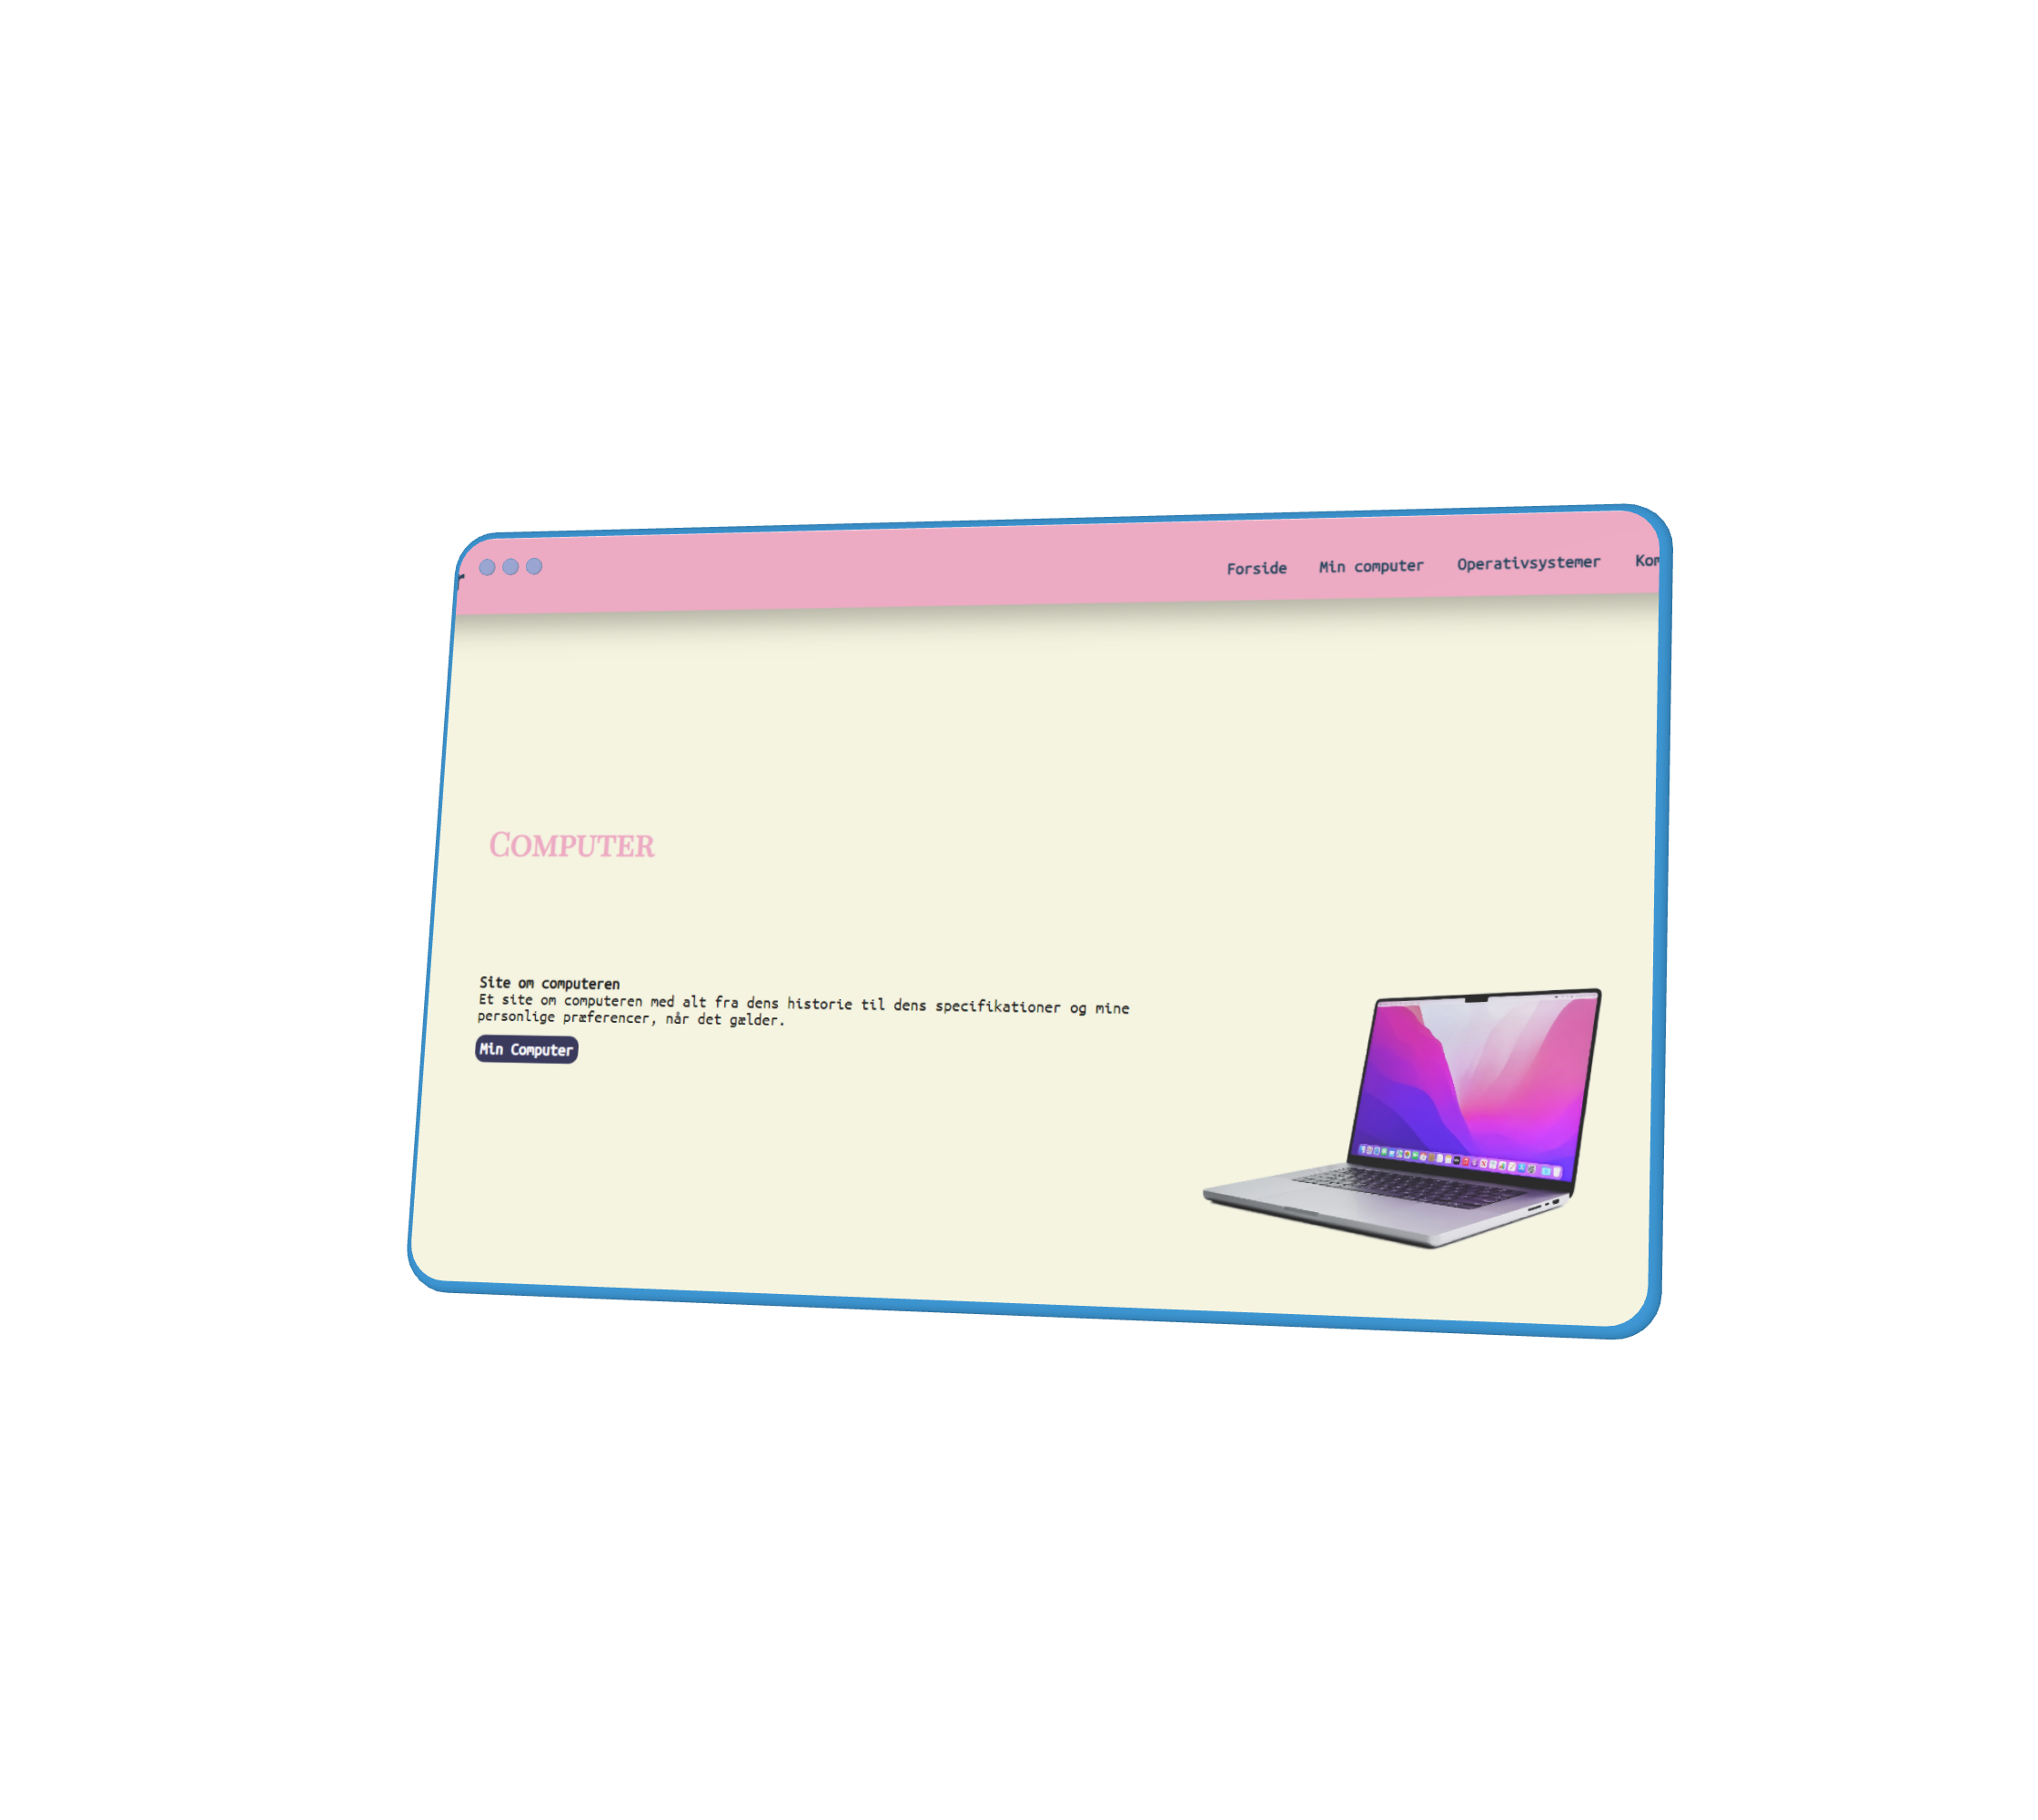 Forside Min computer Operativsystemer
COMPUTER
Site om computeren
Et site om computeren med alt fra dens historie til dens specifikationer og mine
personlige præferencer, når det gælder.
Min Computer